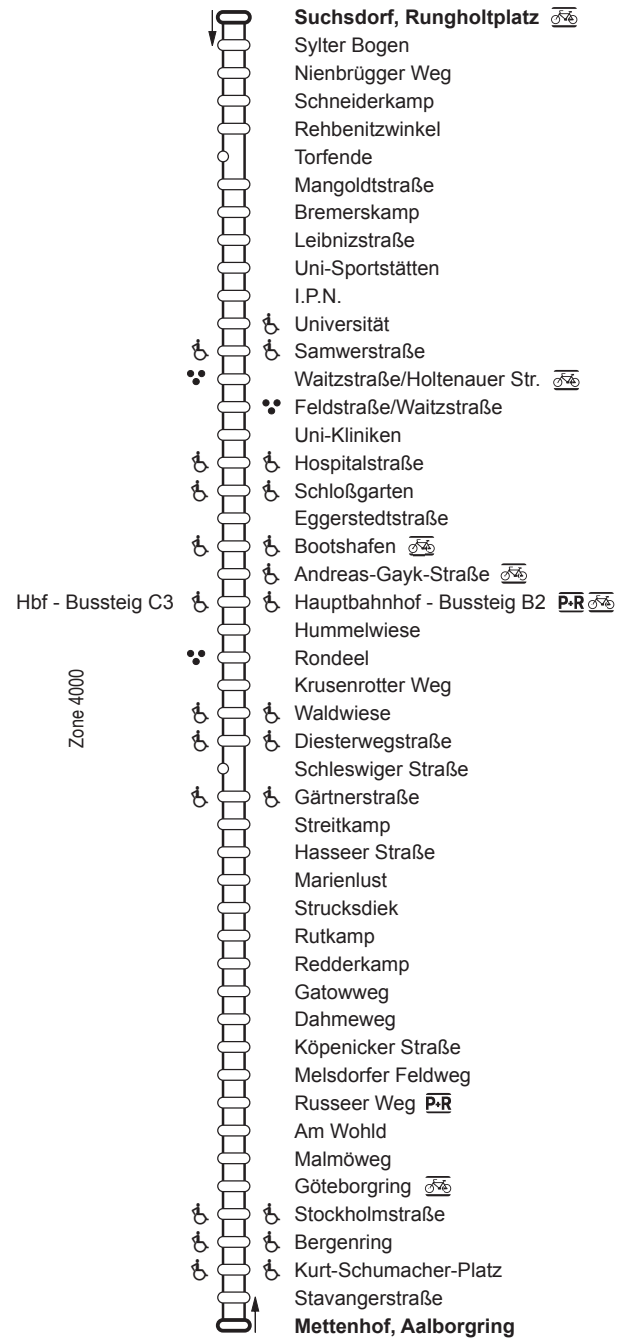 Suchsdorf, Rungholtplatz
Sylter Bogen
Nienbrügger Weg
Schneiderkamp
Rehbenitzwinkel
Torfende
Mangoldtstraße
Bremerskamp
Leibnizstraße
Uni-Sportstätten
I.P.N.
Universität
Samwerstraße
Waitzstraße/Holtenauer Str.
Feldstraße/Waitzstraße
Uni-Kliniken
Hospitalstraße
Schloßgarten
Eggerstedtstraße
Bootshafen
Andreas-Gayk-Straße
Hbf - Bussteig C3 Hauptbahnhof - Bussteig B2 P+R
Hummelwiese
Rondeel
Krusenrotter Weg
Zone 4000
Waldwiese
Diesterwegstraße
Schleswiger Straße
Gärtnerstraße
Streitkamp
Hasseer Straße
Marienlust
Strucksdiek
Rutkamp
Redderkamp
Gatowweg
Dahmeweg
Köpenicker Straße
Melsdorfer Feldweg
Russeer Weg P+R
Am Wohld
Malmöweg
Göteborgring
Stockholmstraße
Bergenring
Kurt-Schumacher-Platz
Stavangerstraße
Mettenhof, Aalborgring